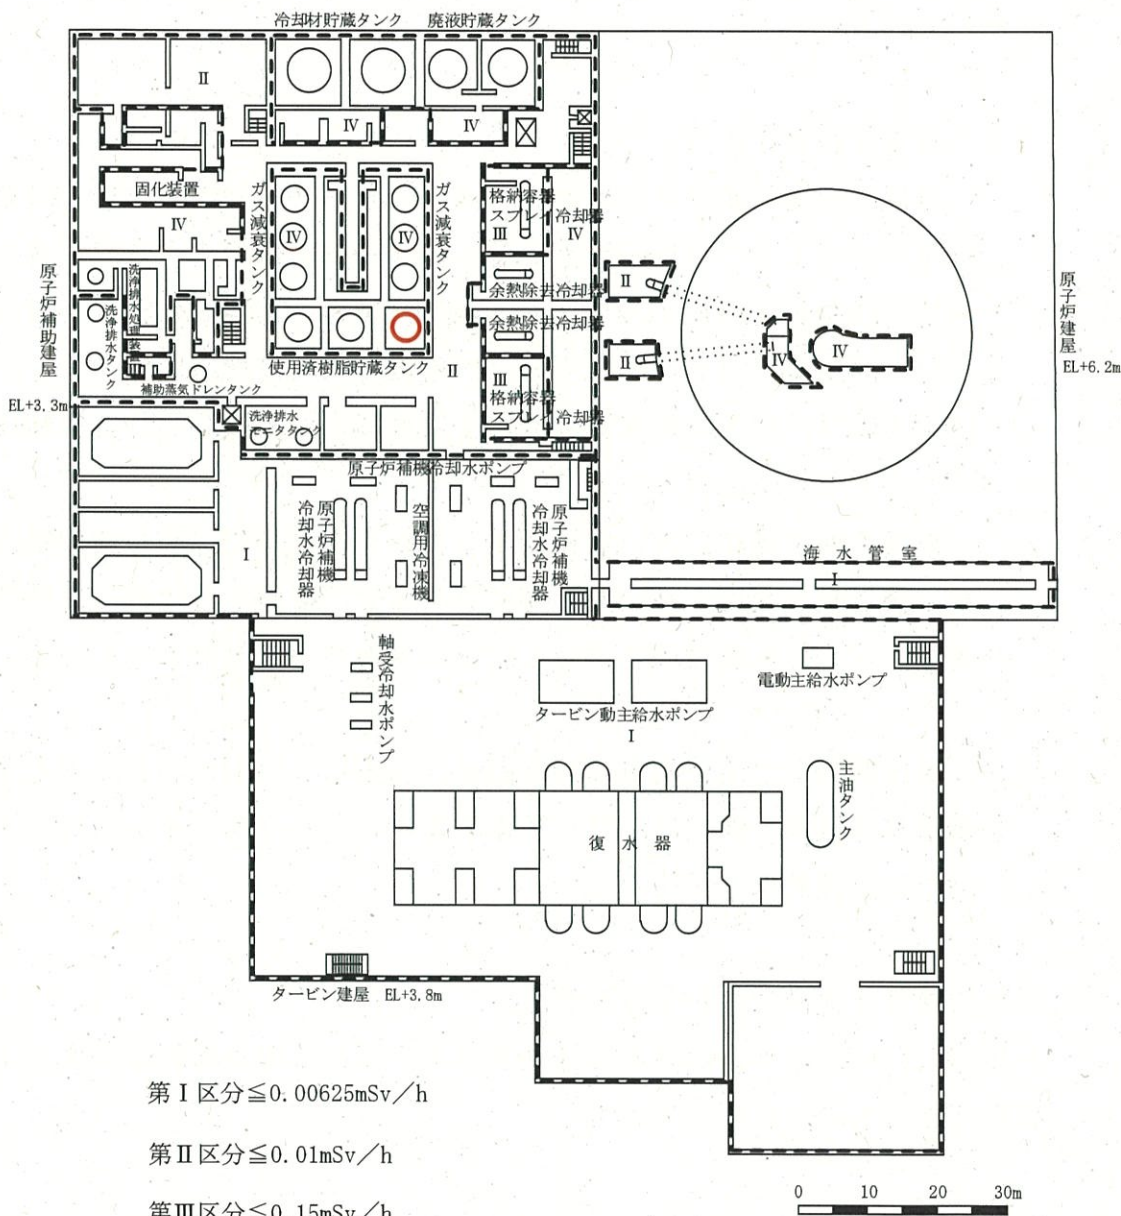 冷却材貯蔵タンク
廃液貯蔵タンク
Ⅱ
Ⅳ
Ⅳ
固化装置
Ⅳ
ガス減衰タンク
Ⅳ
Ⅳ
ガス減衰タンク
格納容器
スプレイ冷却器
Ⅲ
Ⅳ
余熱除去冷却器
余熱除去冷却器
Ⅲ
格納容器
スプレイ冷却器
Ⅱ
原子炉補助建屋
EL+3.3m
洗浄排水処理装置
洗浄排水タンク
補助蒸気ドレンタンク
使用済樹脂貯蔵タンク
洗浄排水
モニタタンク
Ⅱ
Ⅱ
Ⅳ
Ⅳ
原子炉建屋
EL+6.2m
原子炉補機冷却水ポンプ
Ⅰ
原子炉補機
冷却水冷却器
空調用冷凍機
原子炉補機
冷却水冷却器
海水管室
Ⅰ
軸受冷却水ポンプ
タービン動主給水ポンプ
Ⅰ
電動主給水ポンプ
主油タンク
復水器
タービン建屋 EL+3.8m
第Ⅰ区分≦0.00625mSv/h
第Ⅱ区分≦0.01mSv/h
第Ⅲ区分≦0.15mSv/h
0 10 20 30m